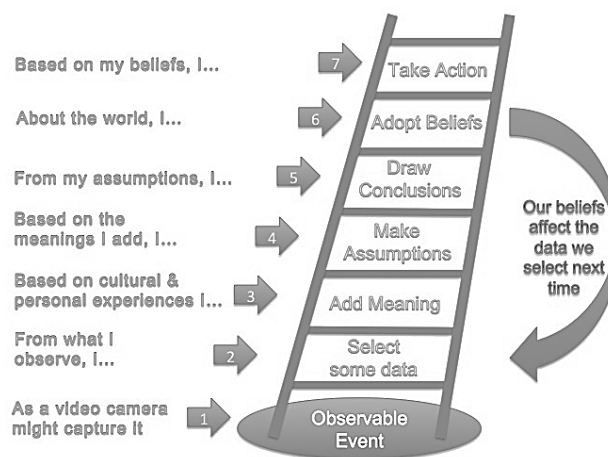 Based on my beliefs, I...
7
Take Action
About the world, I...
6
Adopt Beliefs
From my assumptions, I...
5
Draw
Conclusions
Based on the
meanings I add, I...
4
Make
Assumptions
Based on cultural &
personal experiences I...
3
Add Meaning
From what I
observe, I...
2
Select
some data
As a video camera
might capture it
1
Observable
Event
Our beliefs
affect the
data we
select next
time